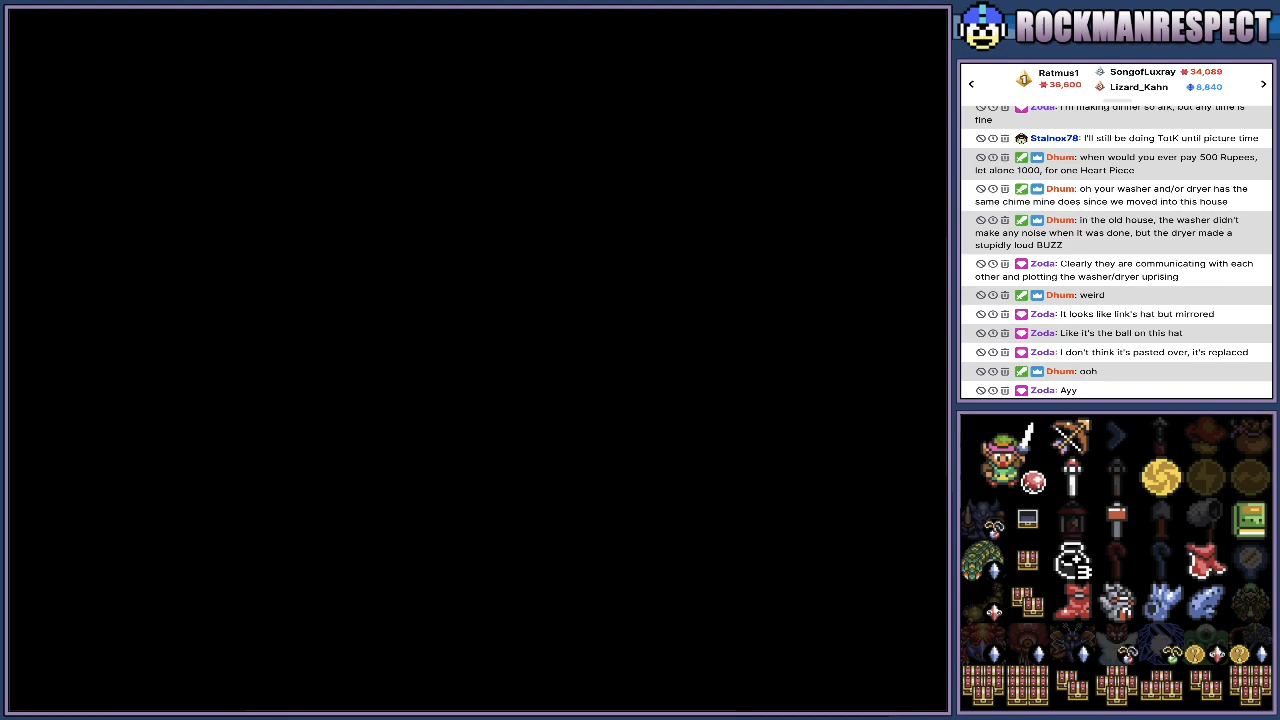 ROCKMANRESPECT
1 Ratmus1 36,600
SongofLuxray 34,089
Lizard_Kahn 8,840
Zoda: I'm making dinner so afk, but any time is
fine
Stalnox78: I'll still be doing TotK until picture time
Dhum: when would you ever pay 500 Rupees,
let alone 1000, for one Heart Piece
Dhum: oh your washer and/or dryer has the
same chime mine does since we moved into this house
Dhum: in the old house, the washer didn't
make any noise when it was done, but the dryer made a
stupidly loud BUZZ
Zoda: Clearly they are communicating with each
other and plotting the washer/dryer uprising
Dhum: weird
Zoda: It looks like link's hat but mirrored
Zoda: Like it's the ball on this hat
Zoda: I don't think it's pasted over, it's replaced
Dhum: ooh
Zoda: Ayy